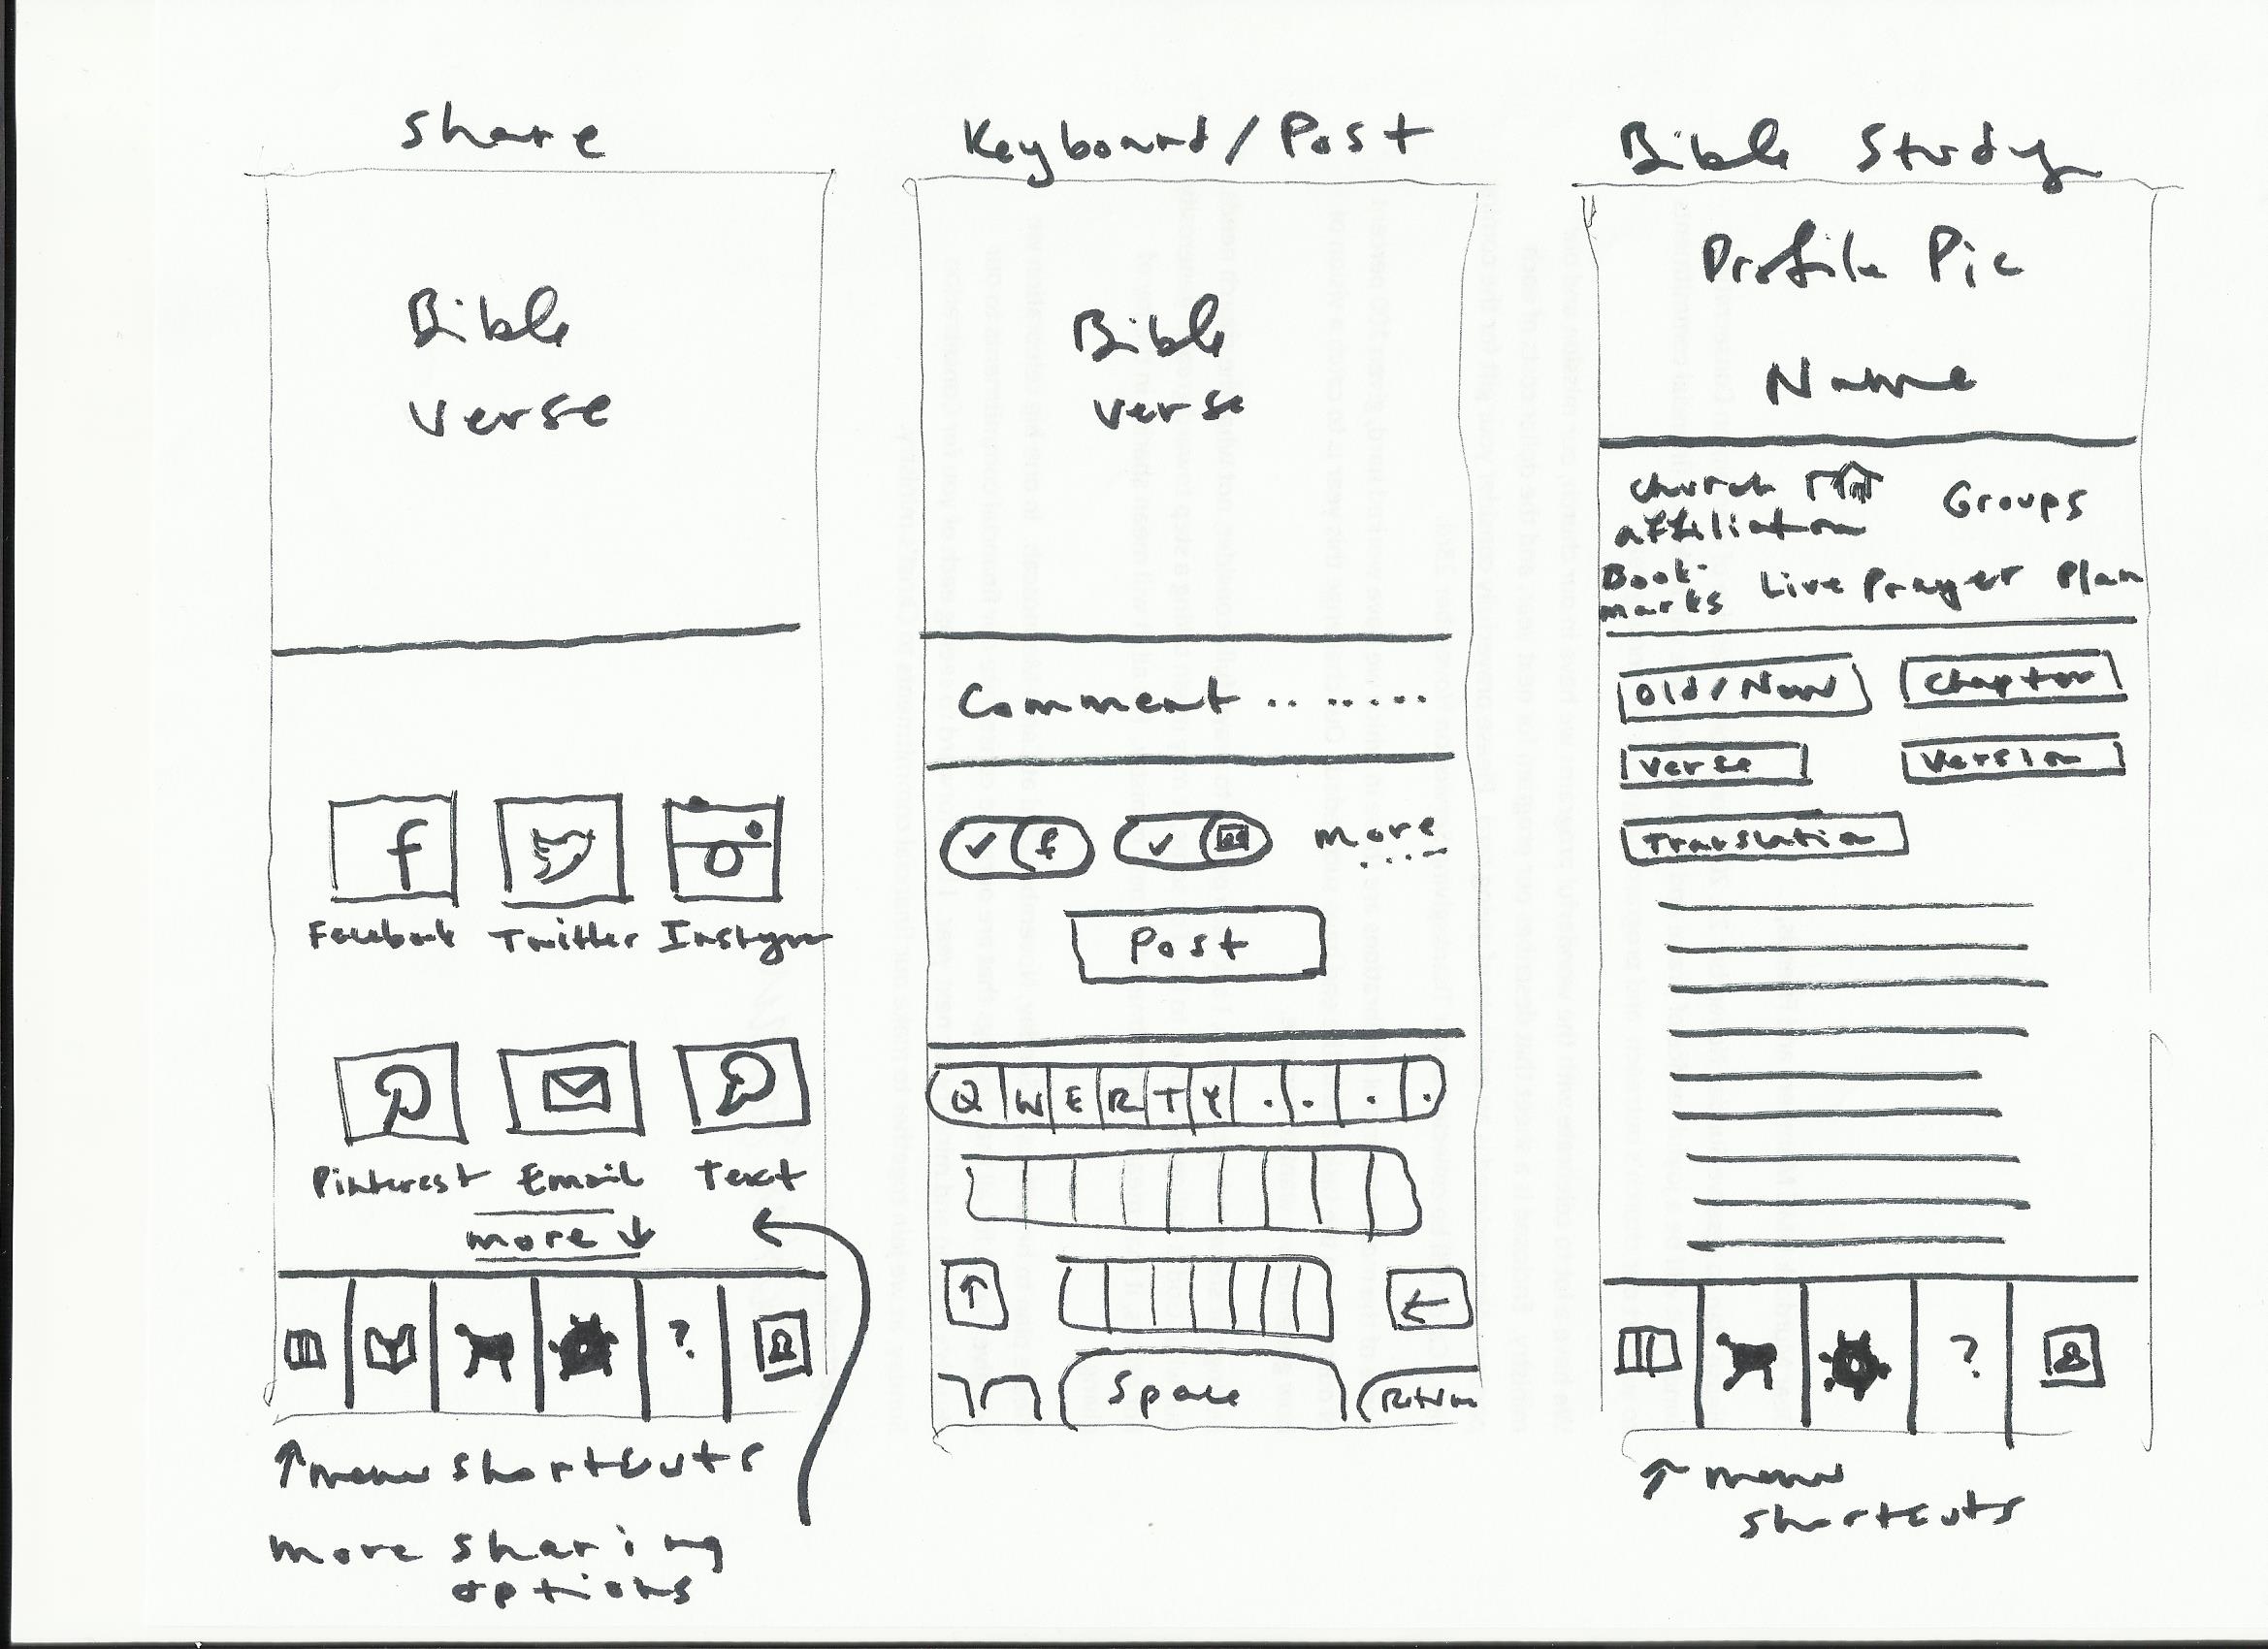 Share
Bible
Verse
f
Facebook Twitter Instagram
Pinterest Email Text
more ↓
?
↑ menu shortcuts
more sharing
options
Keyboard/Post
Bible
verse
Comment .........
✓ f ✓ more ....
Post
Q W E R T Y . . . .
↑ ←
Space Return
Bible Study
Profile Pic
Name
Church Groups
affiliation
Book- Live Prayer Plan
marks
Old/New Chapter
Verse Version
Translation
?
↑ menu
shortcuts